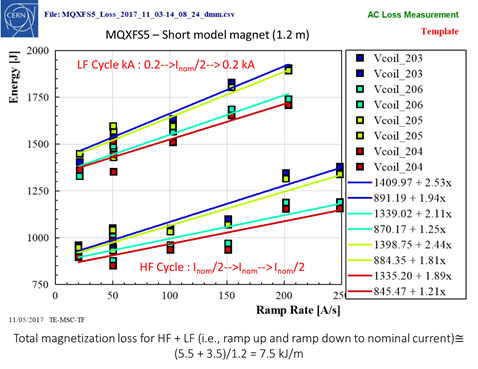 CERN
File: MQXFS5_Loss_2017_11_03-14_08_24_dmm.csv
AC Loss Measurement
MQXFS5 – Short model magnet (1.2 m)
Template
Energy [J]
2000
1750
1500
1250
1000
750
LF Cycle kA : 0.2-->Inom/2--> 0.2 kA
HF Cycle : Inom/2-->Inom--> Inom/2
0
50
100
150
200
250
Ramp Rate [A/s]
Vcoil_203
Vcoil_203
Vcoil_206
Vcoil_206
Vcoil_205
Vcoil_205
Vcoil_204
Vcoil_204
1409.97 + 2.53x
891.19 + 1.94x
1339.02 + 2.11x
870.17 + 1.25x
1398.75 + 2.44x
884.35 + 1.81x
1335.20 + 1.89x
845.47 + 1.21x
11/05/2017 TE-MSC-TF
Total magnetization loss for HF + LF (i.e., ramp up and ramp down to nominal current)≅
(5.5 + 3.5)/1.2 = 7.5 kJ/m